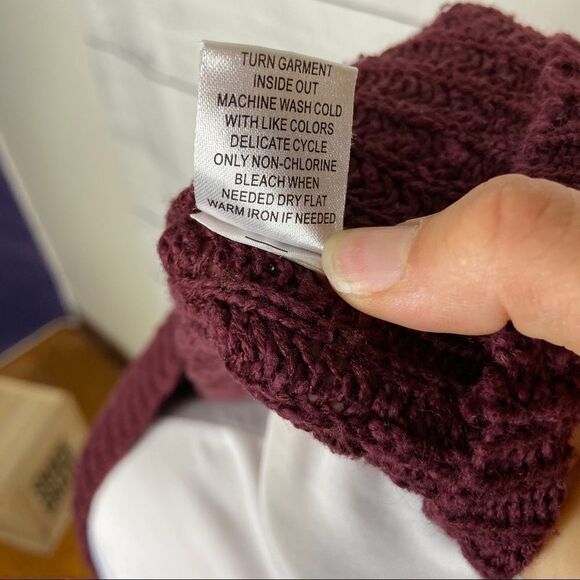 TURN GARMENT
INSIDE OUT
MACHINE WASH COLD
WITH LIKE COLORS
DELICATE CYCLE
ONLY NON-CHLORINE
BLEACH WHEN
NEEDED DRY FLAT
WARM IRON IF NEEDED